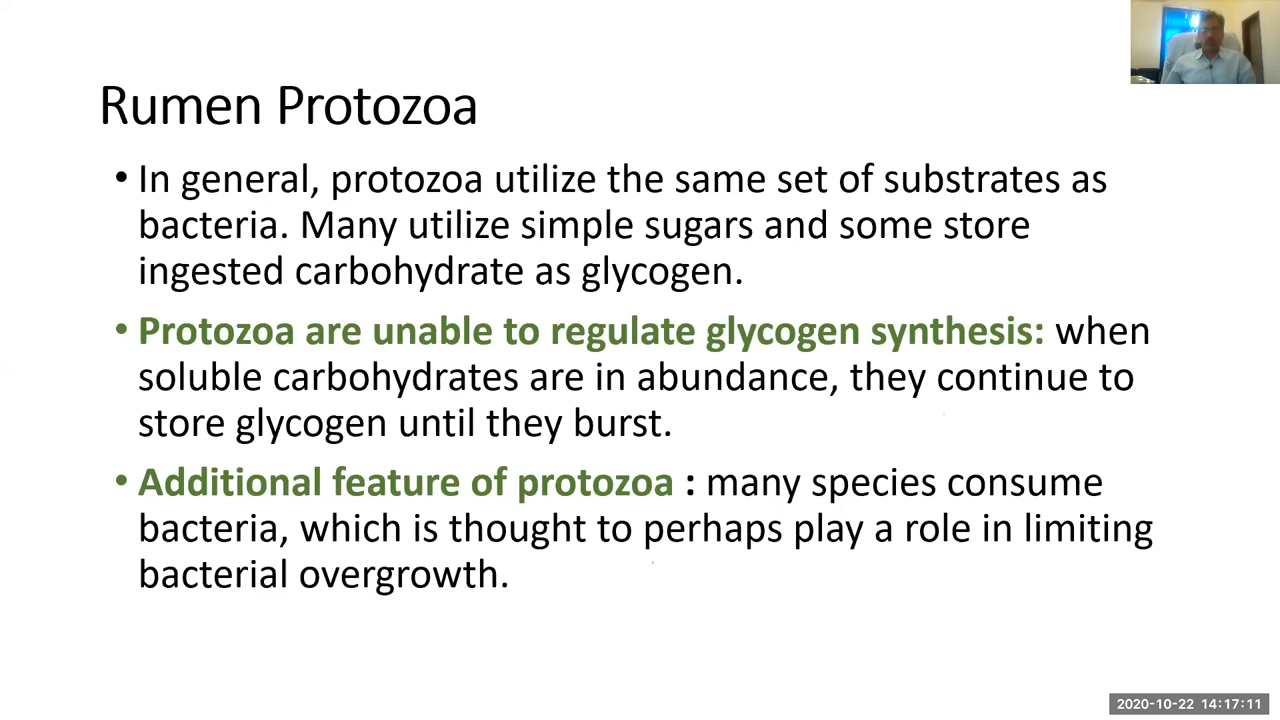 Rumen Protozoa
• In general, protozoa utilize the same set of substrates as
bacteria. Many utilize simple sugars and some store
ingested carbohydrate as glycogen.
• Protozoa are unable to regulate glycogen synthesis: when
soluble carbohydrates are in abundance, they continue to
store glycogen until they burst.
• Additional feature of protozoa : many species consume
bacteria, which is thought to perhaps play a role in limiting
bacterial overgrowth.
2020-10-22 14:17:11